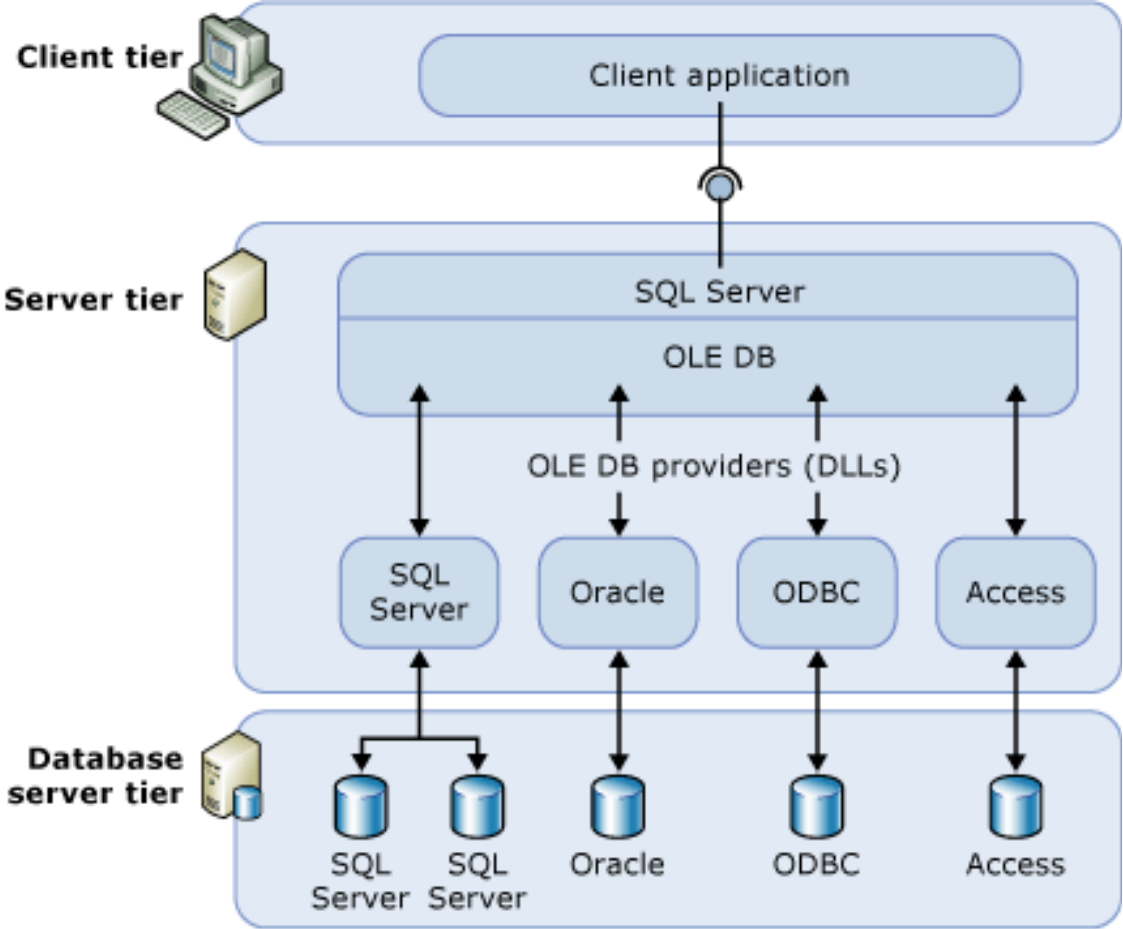 Client tier
Client application
Server tier
SQL Server
OLE DB
OLE DB providers (DLLs)
SQL
Server
Oracle
ODBC
Access
Database
server tier
SQL
Server
SQL
Server
Oracle
ODBC
Access